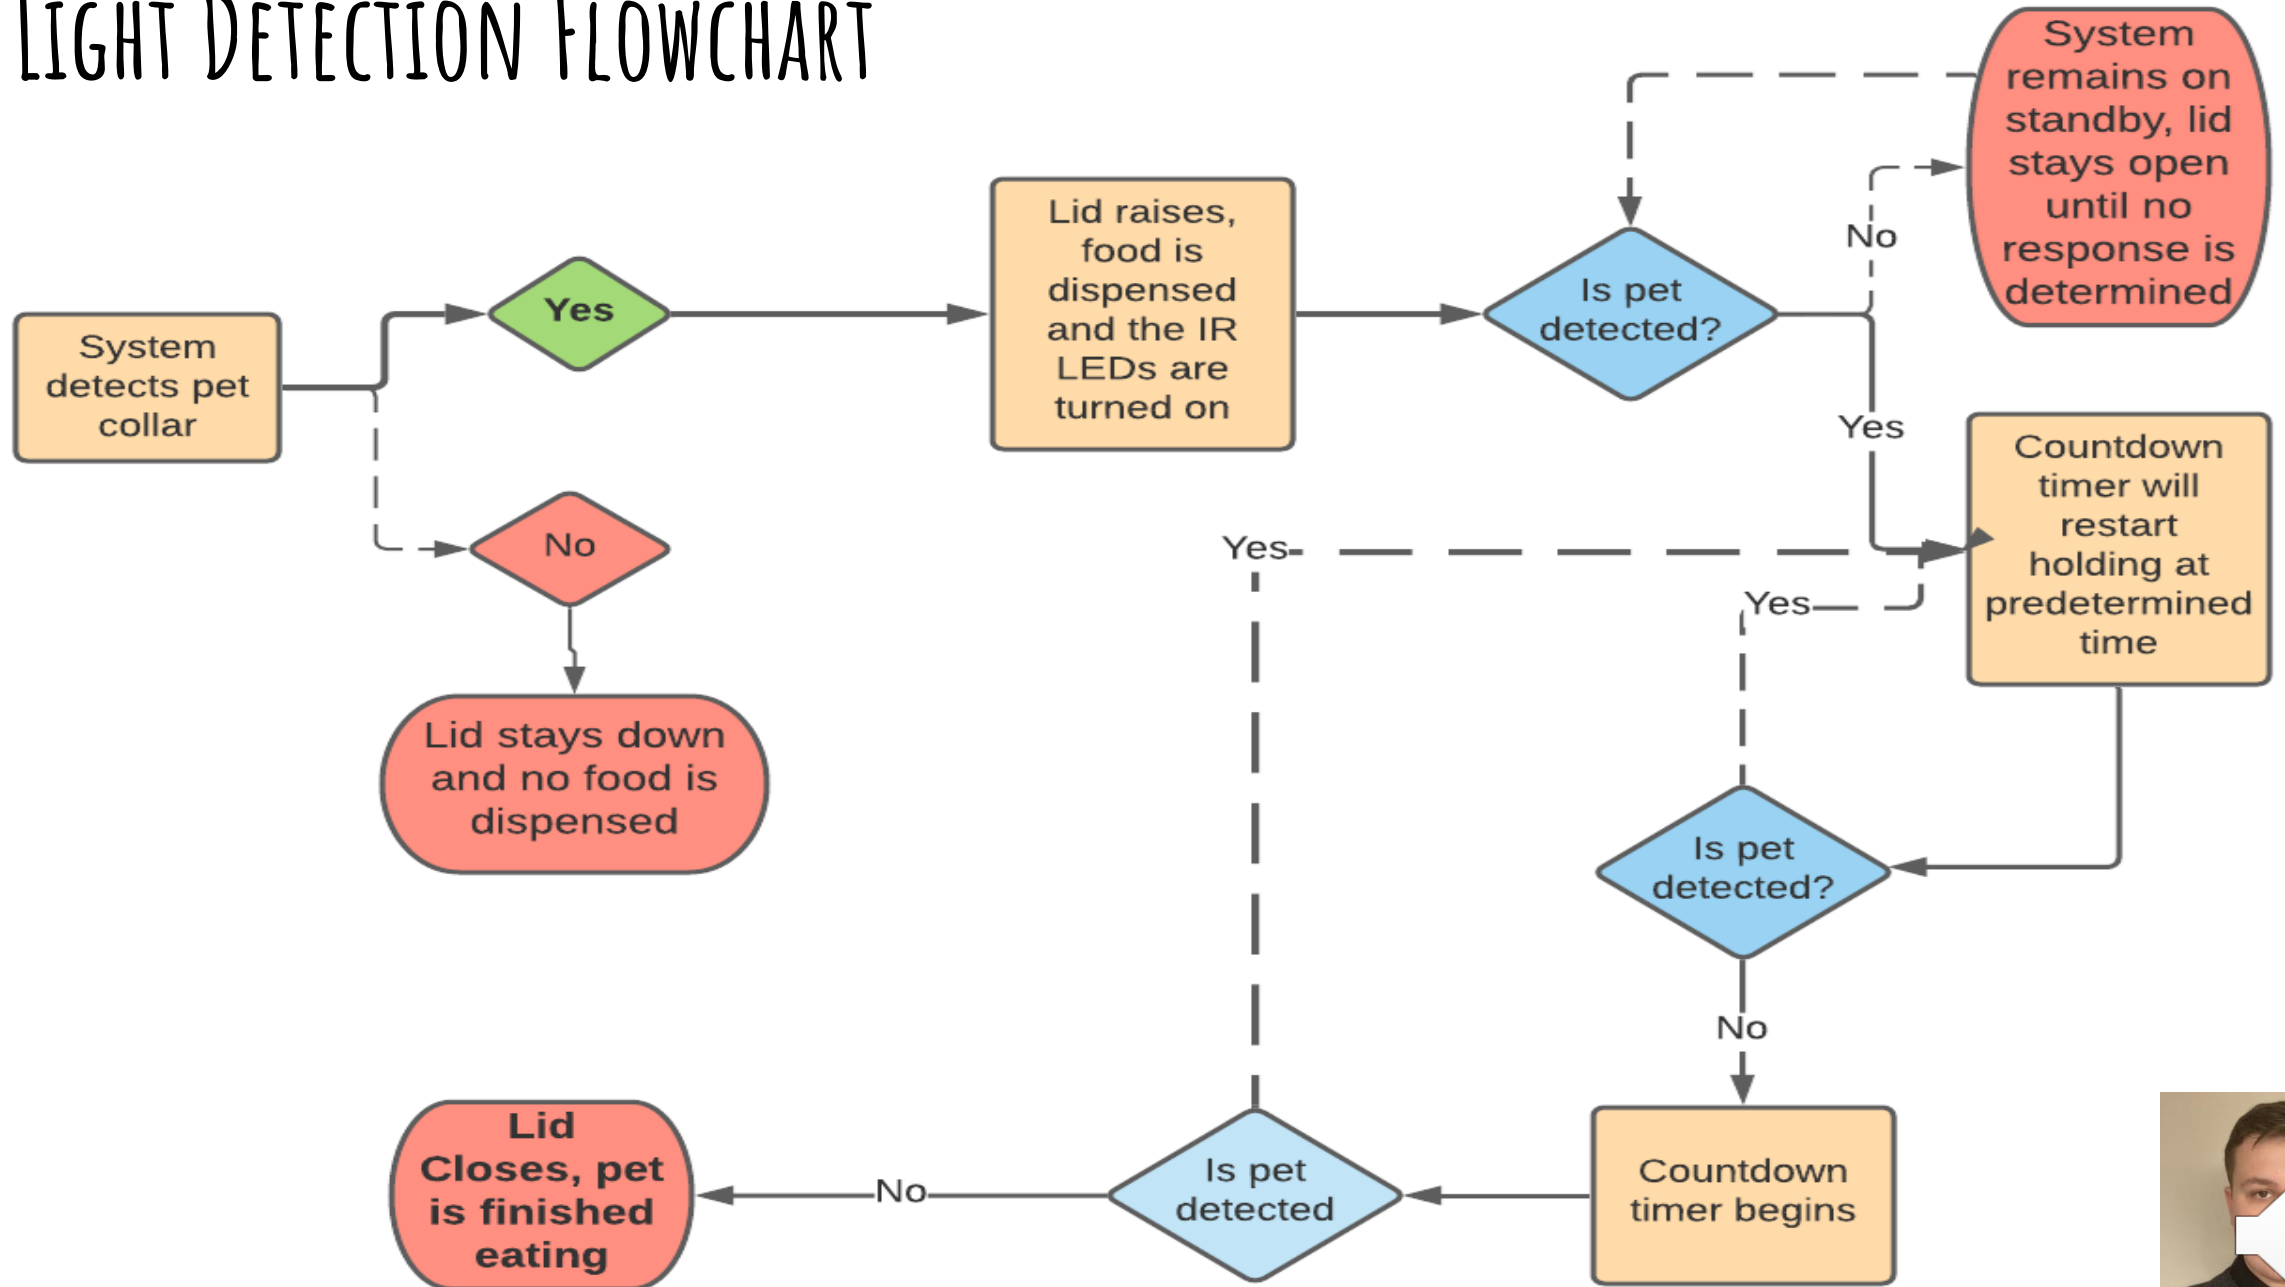 LIGHT DETECTION FLOWCHART
System
remains on
standby, lid
stays open
until no
response is
determined
No
Lid raises,
food is
dispensed
and the IR
LEDs are
turned on
Is pet
detected?
Yes
System
detects pet
collar
Yes
Countdown
timer will
restart
holding at
predetermined
time
No
Yes
Yes
Lid stays down
and no food is
dispensed
Is pet
detected?
No
Lid
Closes, pet
is finished
eating
No
Is pet
detected
Countdown
timer begins